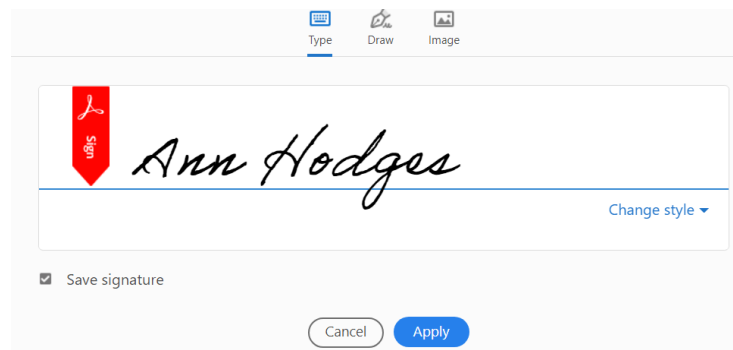 Type Draw Image
Sign
Ann Hodges
Change style
Save signature
Cancel Apply